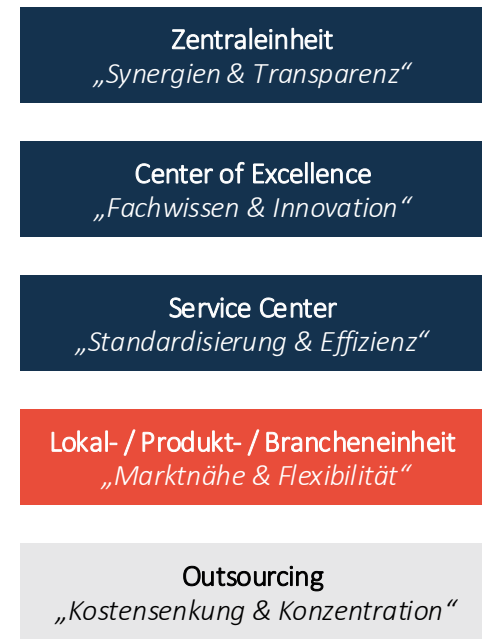 Zentraleinheit
„Synergien & Transparenz“
Center of Excellence
„Fachwissen & Innovation“
Service Center
„Standardisierung & Effizienz“
Lokal- / Produkt- / Brancheneinheit
„Marktnähe & Flexibilität“
Outsourcing
„Kostensenkung & Konzentration“